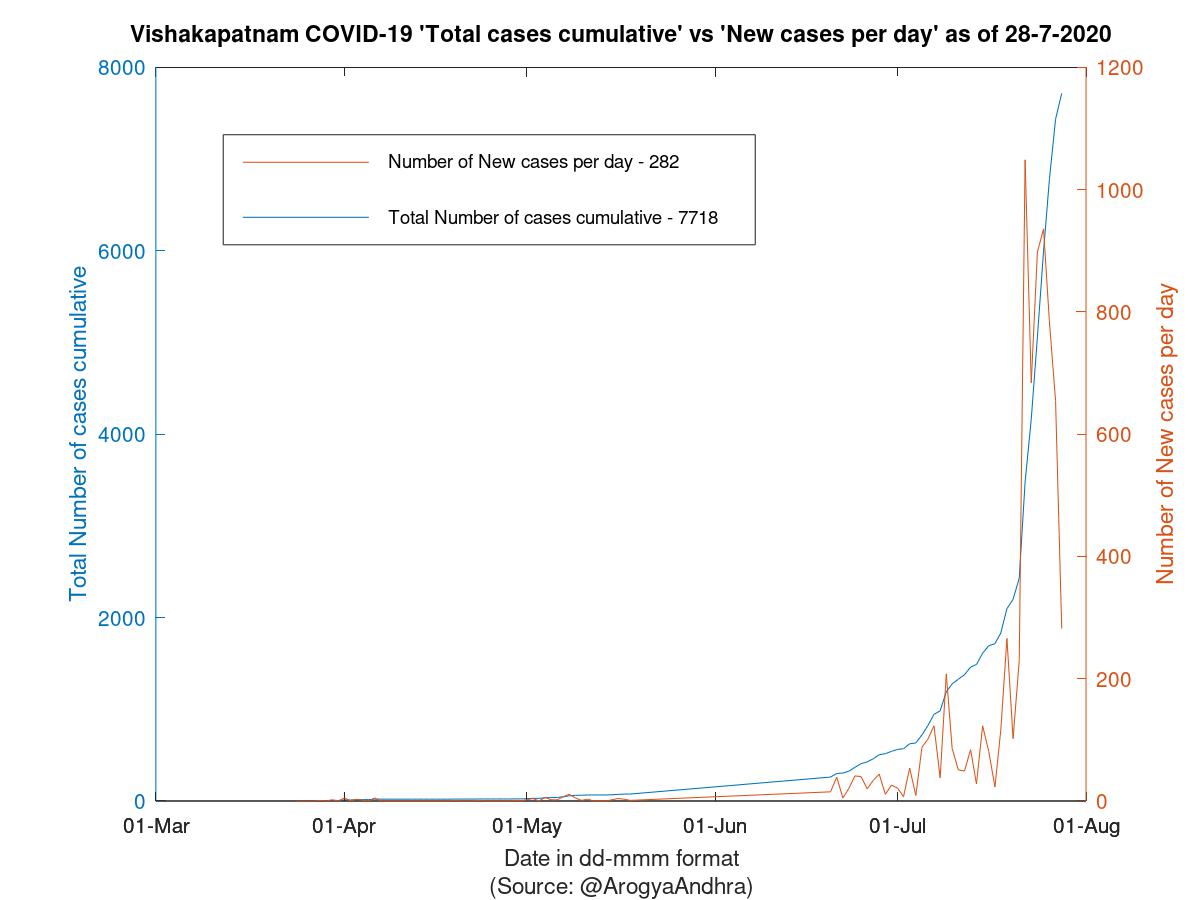 Vishakapatnam COVID-19 'Total cases cumulative' vs 'New cases per day' as of 28-7-2020
8000
6000
4000
2000
0
Total Number of cases cumulative
Number of New cases per day - 282
Total Number of cases cumulative - 7718
1200
1000
800
600
400
200
0
Number of New cases per day
01-Mar 01-Apr 01-May 01-Jun 01-Jul 01-Aug
Date in dd-mmm format
(Source: @ArogyaAndhra)